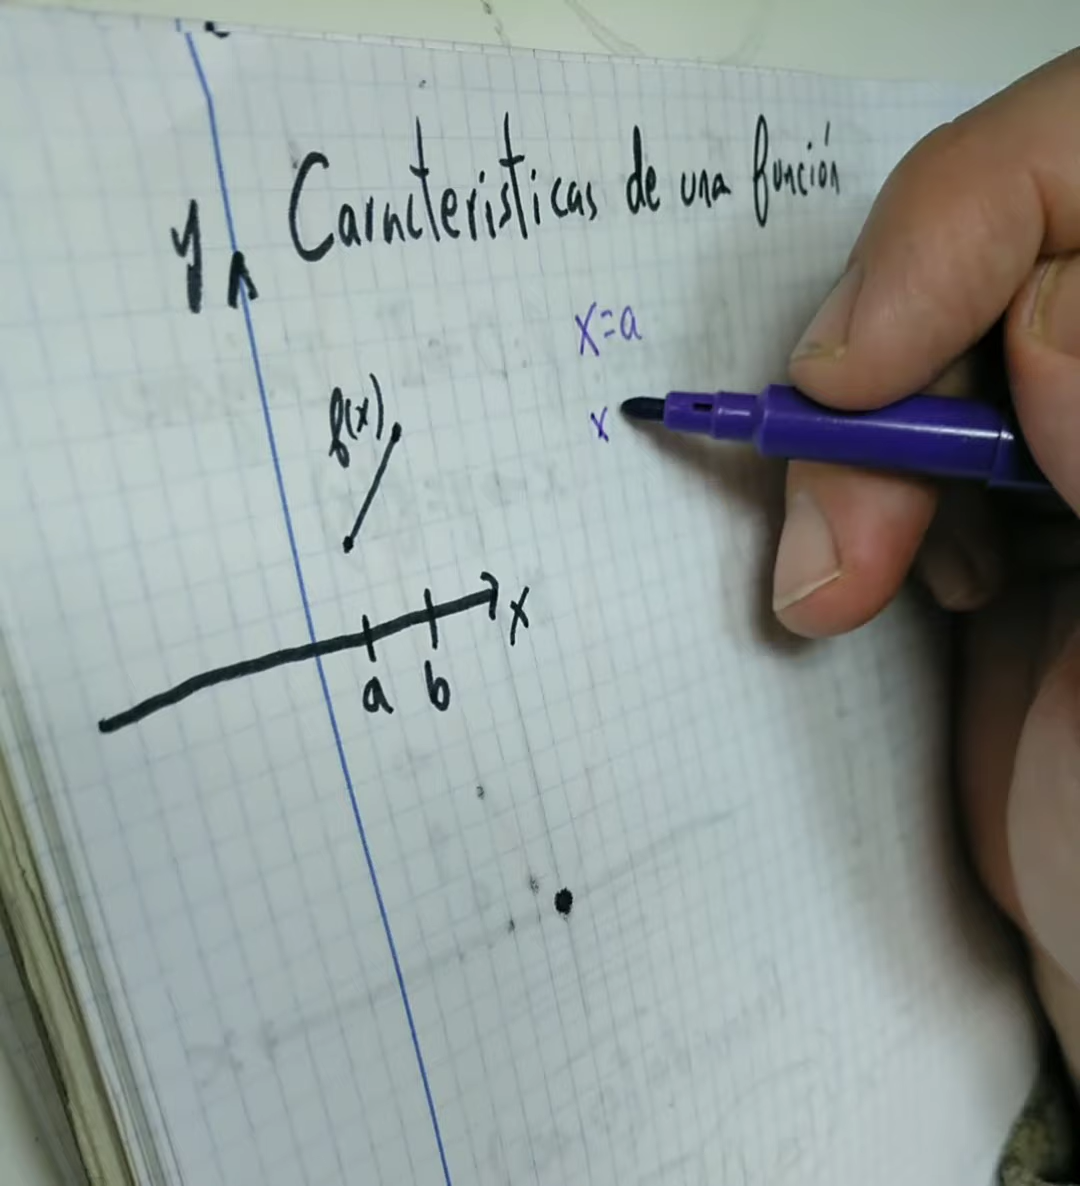 Caracteristicas de una función
y
x=a
f(x)
x
x
a b